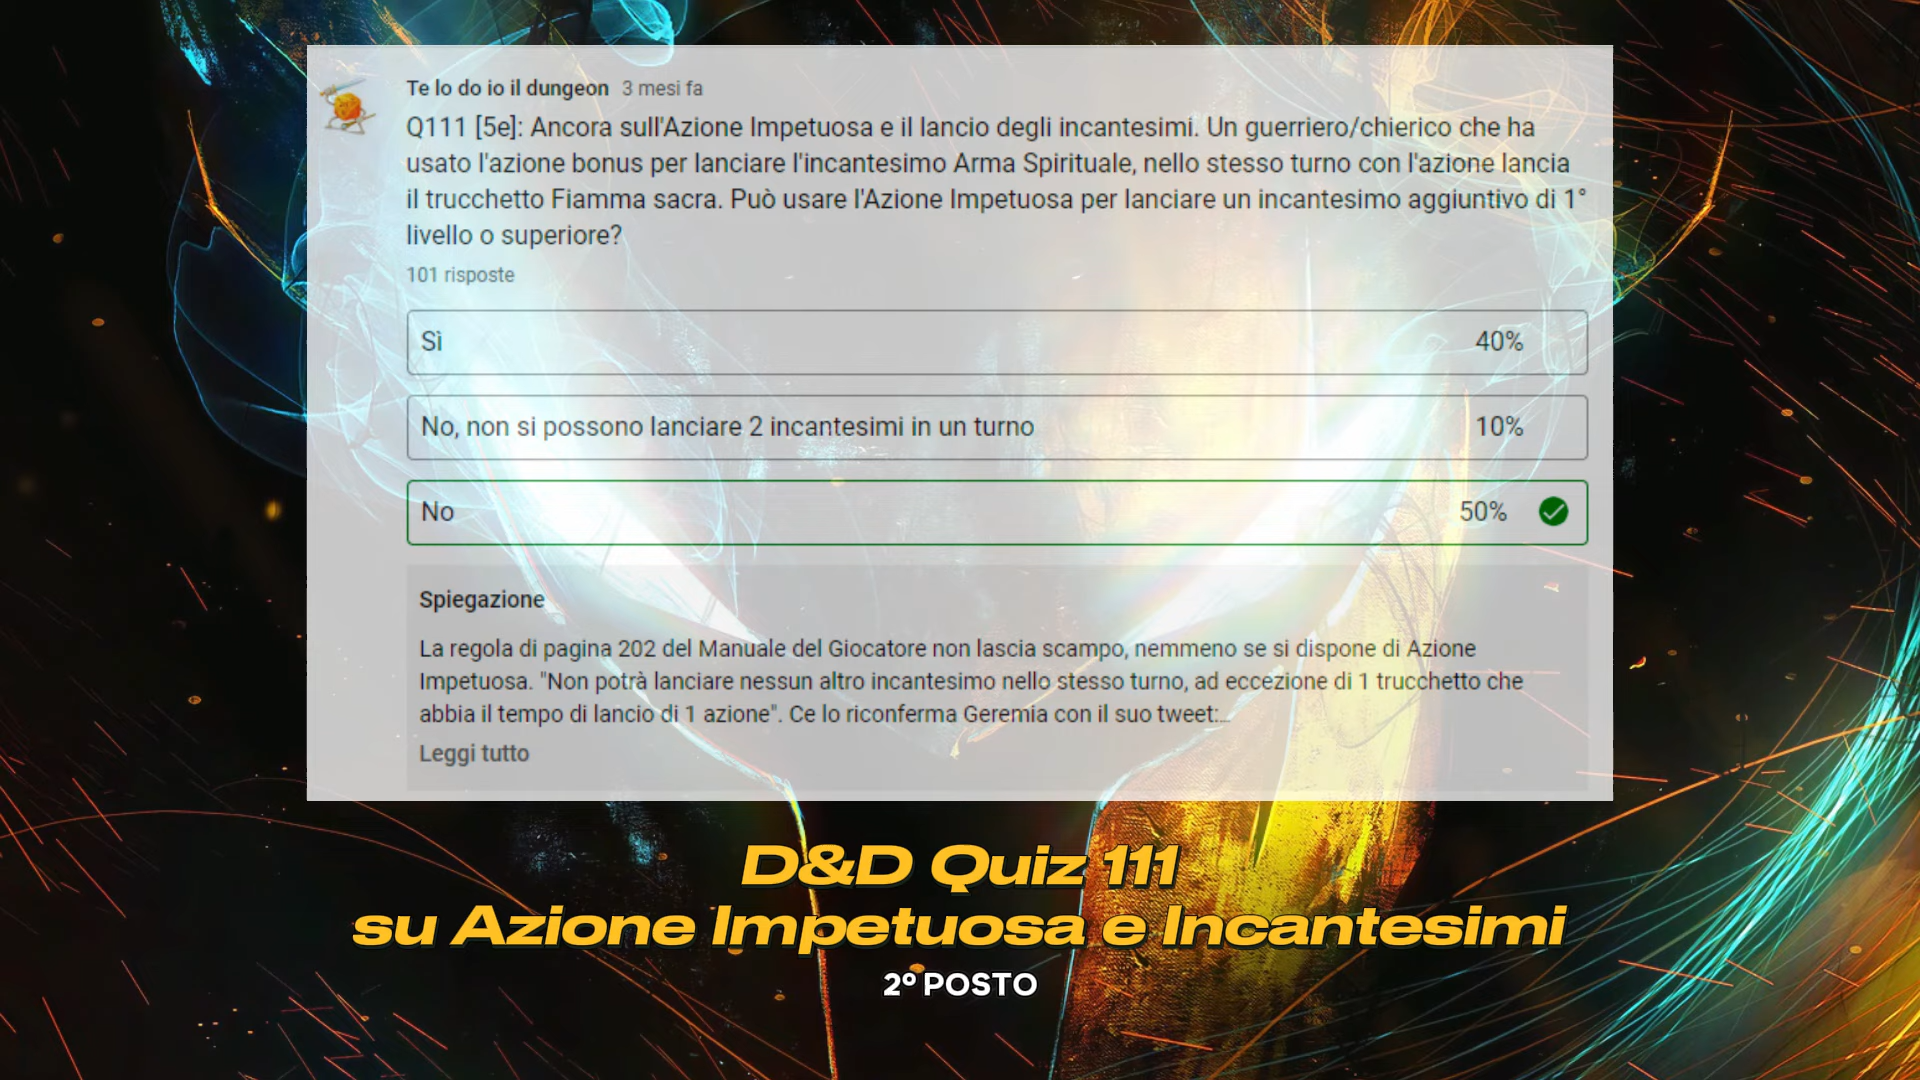 Te lo do io il dungeon 3 mesi fa
Q111 [5e]: Ancora sull'Azione Impetuosa e il lancio degli incantesimi. Un guerriero/chierico che ha
usato l'azione bonus per lanciare l'incantesimo Arma Spirituale, nello stesso turno con l'azione lancia
il trucchetto Fiamma sacra. Può usare l'Azione Impetuosa per lanciare un incantesimo aggiuntivo di 1°
livello o superiore?
101 risposte
Sì 40%
No, non si possono lanciare 2 incantesimi in un turno 10%
No 50%
Spiegazione
La regola di pagina 202 del Manuale del Giocatore non lascia scampo, nemmeno se si dispone di Azione
Impetuosa. "Non potrà lanciare nessun altro incantesimo nello stesso turno, ad eccezione di 1 trucchetto che
abbia il tempo di lancio di 1 azione". Ce lo riconferma Geremia con il suo tweet:...
Leggi tutto
D&D Quiz 111
su Azione Impetuosa e Incantesimi
2° POSTO